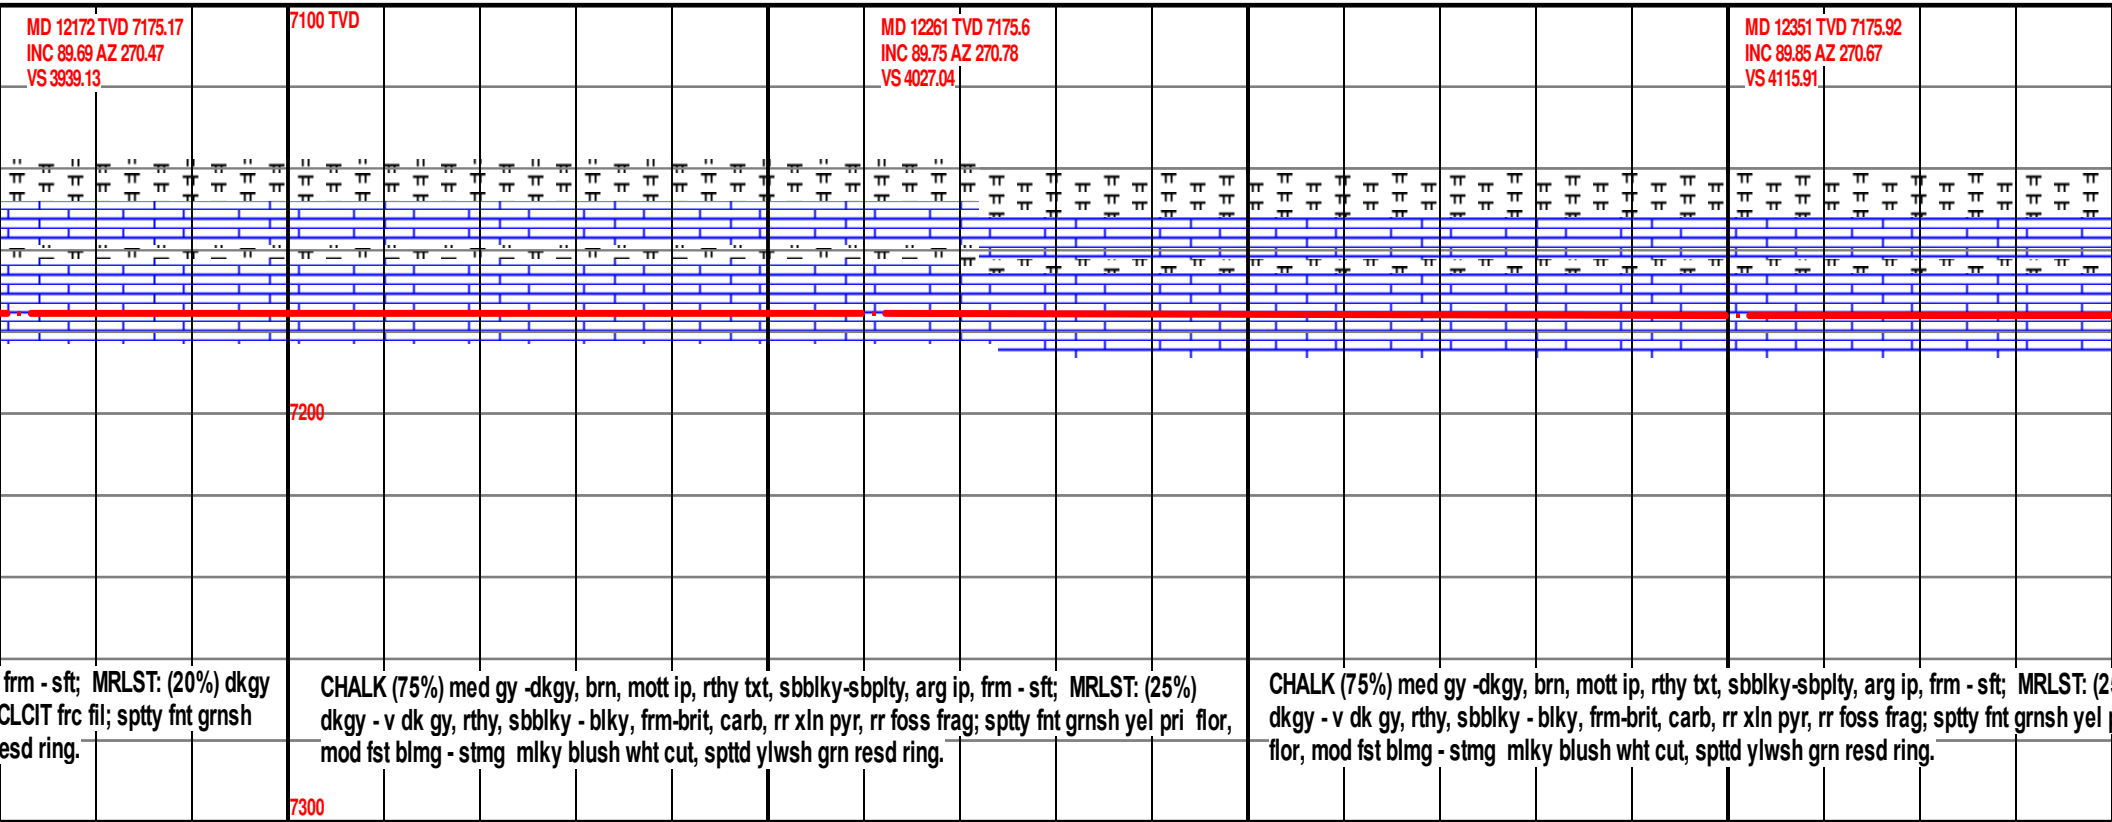 MD 12172 TVD 7175.17
INC 89.69 AZ 270.47
VS 3939.13
7100 TVD
MD 12261 TVD 7175.6
INC 89.75 AZ 270.78
VS 4027.04
MD 12351 TVD 7175.92
INC 89.85 AZ 270.67
VS 4115.91
7200
frm - sft; MRLST: (20%) dkgy
CLCIT frc fil; sptty fnt grnsh
esd ring.
CHALK (75%) med gy -dkgy, brn, mott ip, rthy txt, sbblky-sbplty, arg ip, frm - sft; MRLST: (25%)
dkgy - v dk gy, rthy, sbblky - blky, frm-brit, carb, rr xln pyr, rr foss frag; sptty fnt grnsh yel pri flor,
mod fst blmg - stmg mlky blush wht cut, spttd ylwsh grn resd ring.
CHALK (75%) med gy -dkgy, brn, mott ip, rthy txt, sbblky-sbplty, arg ip, frm - sft; MRLST: (2
dkgy - v dk gy, rthy, sbblky - blky, frm-brit, carb, rr xln pyr, rr foss frag; sptty fnt grnsh yel p
flor, mod fst blmg - stmg mlky blush wht cut, spttd ylwsh grn resd ring.
7300